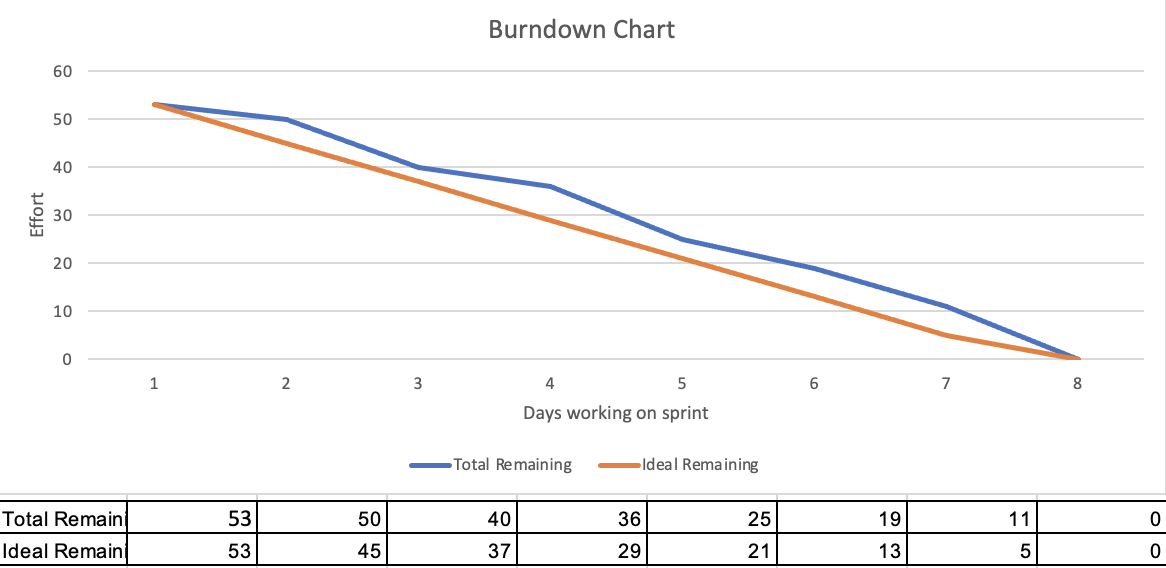 Burndown Chart
60
50
40
30
20
10
0
Effort
1 2 3 4 5 6 7 8
Days working on sprint
Total Remaining Ideal Remaining
Total Remaini 53 50 40 36 25 19 11 0
Ideal Remaini 53 45 37 29 21 13 5 0